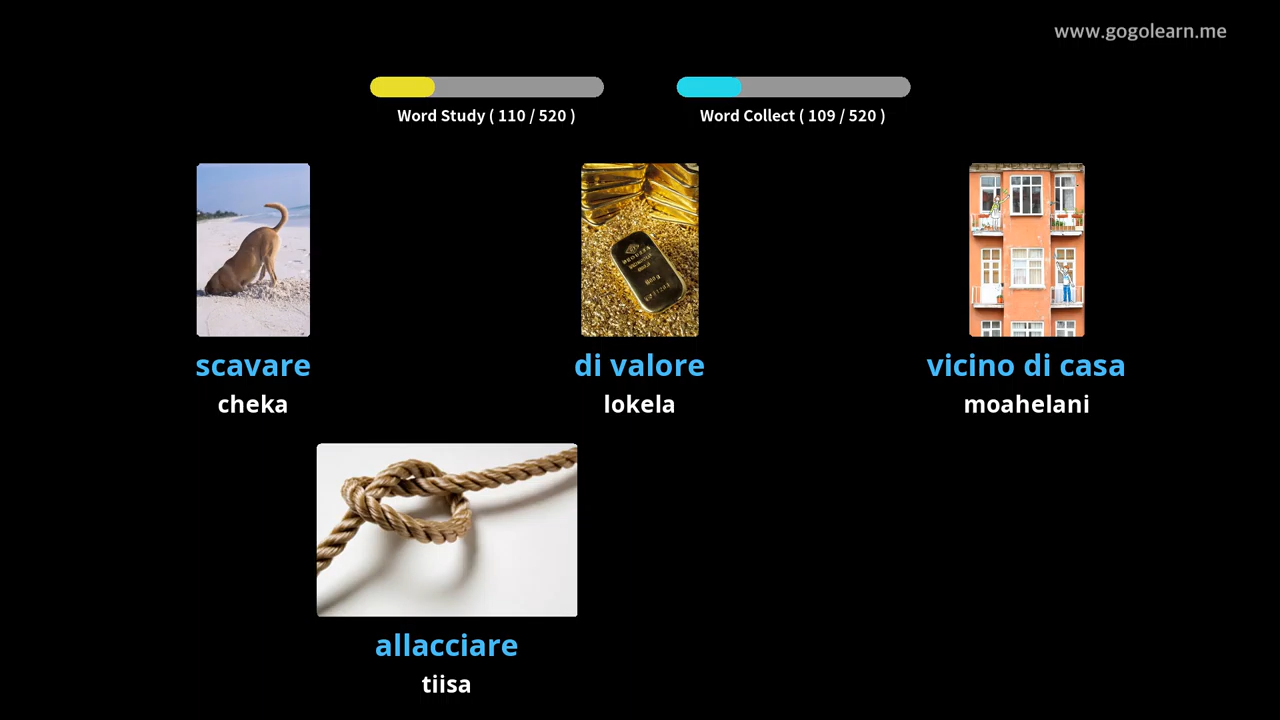 www.gogolearn.me
Word Study ( 110 / 520 )
Word Collect ( 109 / 520 )
scavare
cheka
di valore
lokela
vicino di casa
moahelani
allacciare
tiisa